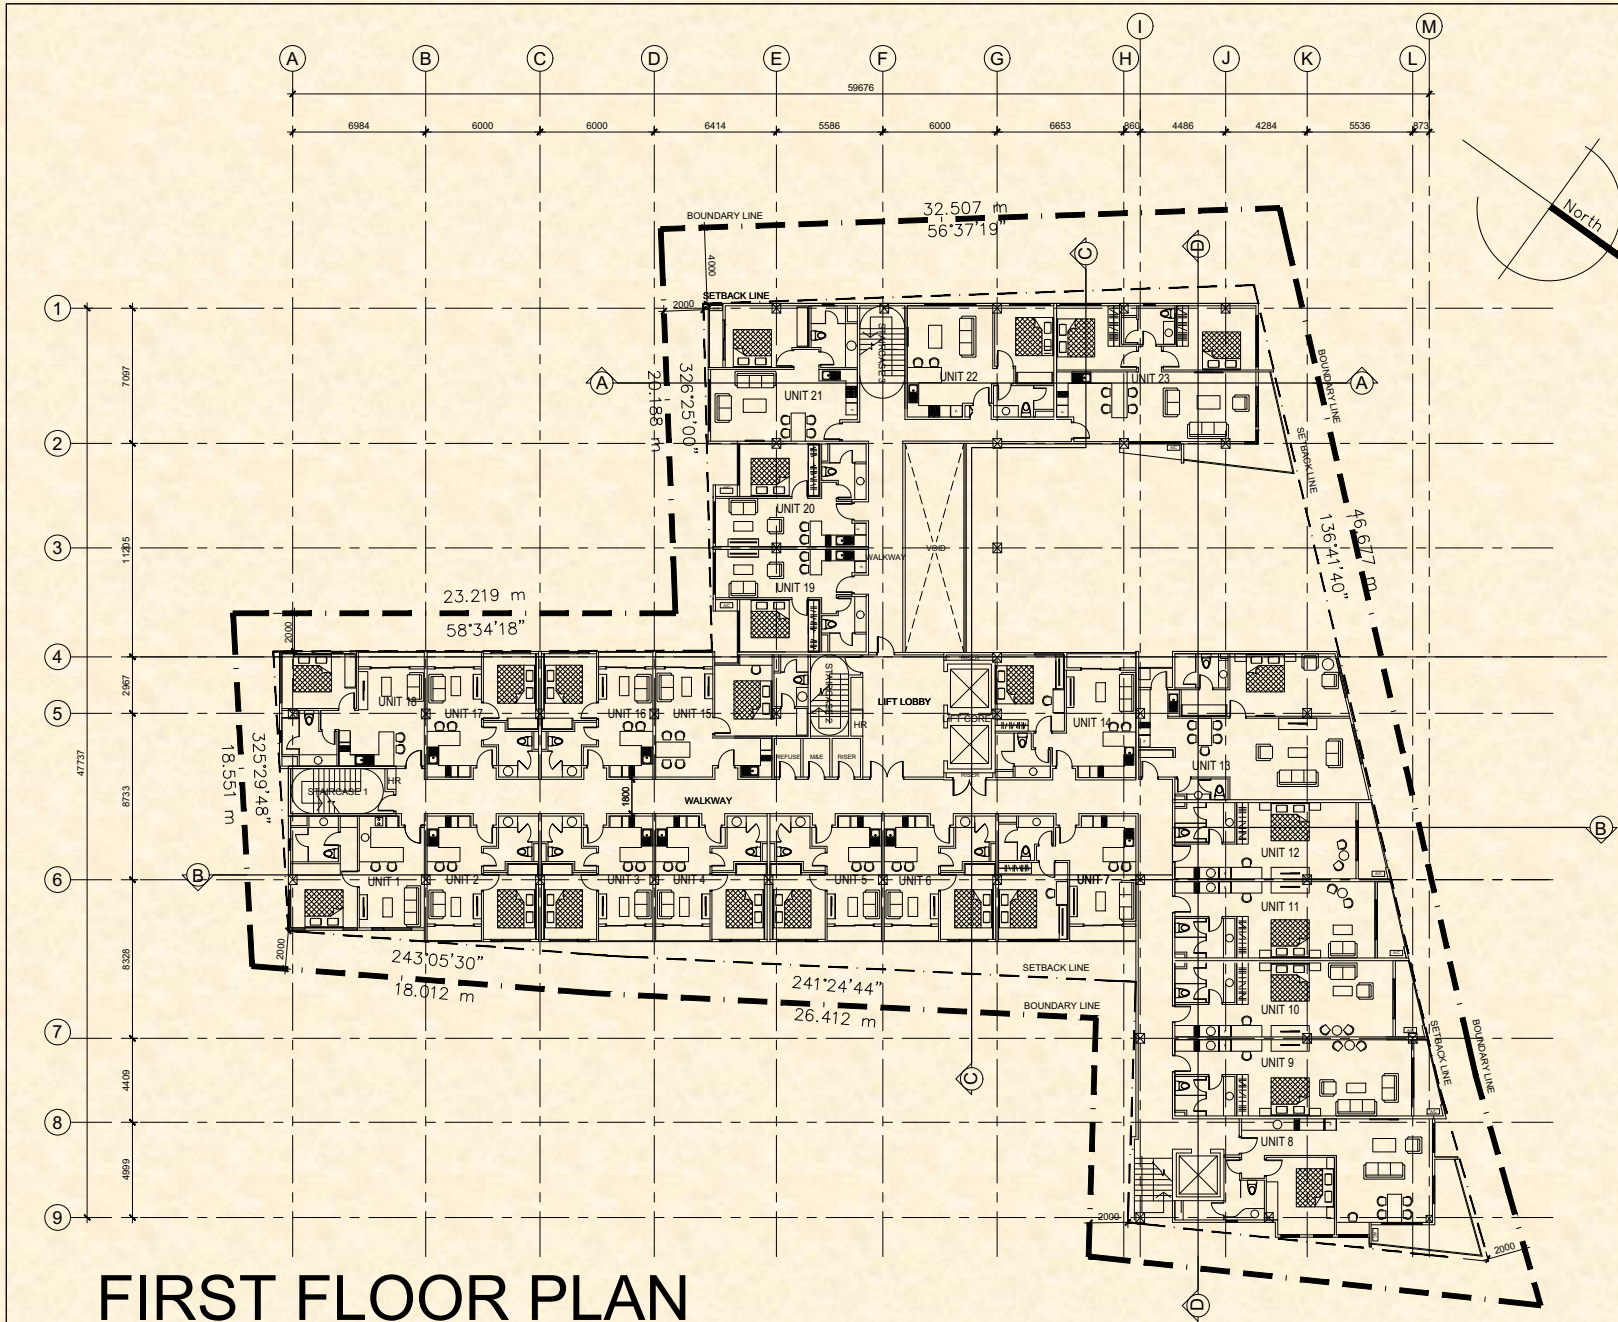 I
M
A
B
C
D
E
F
G
H
J
K
L
59676
6984
6000
6000
6414
5586
6000
6653
860
4486
4284
5536
873
North
BOUNDARY LINE
32.507 m
56°37'19"
C
D
4000
SETBACK LINE
2000
1
STAIRCASE 3
BOUNDARY LINE
7097
326°25'00"
20.188 m
A
UNIT 21
UNIT 22
UNIT 23
A
2
SETBACK LINE
UNIT 20
46.677 m
136°41'40"
3
11205
WALKWAY
VOID
UNIT 19
23.219 m
58°34'18"
2000
4
RISER
2967
STAIRCASE 2
UNIT 18
UNIT 17
UNIT 16
UNIT 15
LIFT LOBBY
LIFT CORE
UNIT 14
5
HR
47737
325°29'48"
18.551 m
REFUSE
M&E
RISER
UNIT 13
RISER
HR
8733
STAIRCASE 1
1800
WALKWAY
B
UNIT 12
B
6
UNIT 1
UNIT 2
UNIT 3
UNIT 4
UNIT 5
UNIT 6
UNIT 7
UNIT 11
8328
2000
243°05'30"
18.012 m
SETBACK LINE
241°24'44"
26.412 m
BOUNDARY LINE
UNIT 10
7
SETBACK LINE
BOUNDARY LINE
UNIT 9
4409
C
8
UNIT 8
4999
9
2000
2000
D
FIRST FLOOR PLAN